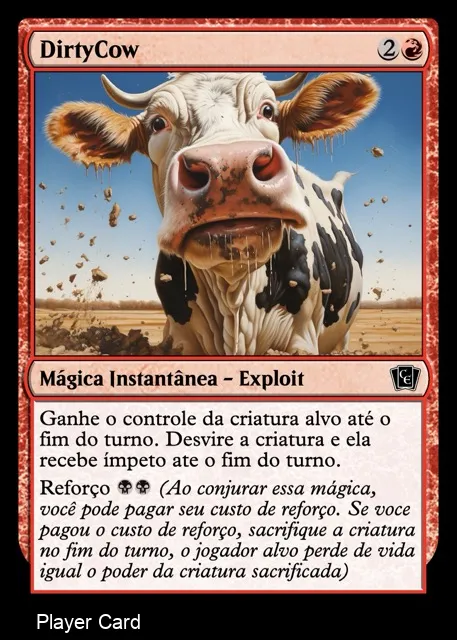 DirtyCow 2
Mágica Instantânea – Exploit
CE
Ganhe o controle da criatura alvo até o
fim do turno. Desvire a criatura e ela
recebe ímpeto ate o fim do turno.
Reforço (Ao conjurar essa mágica,
você pode pagar seu custo de reforço. Se voce
pagou o custo de reforço, sacrifique a criatura
no fim do turno, o jogador alvo perde de vida
igual o poder da criatura sacrificada)
Player Card